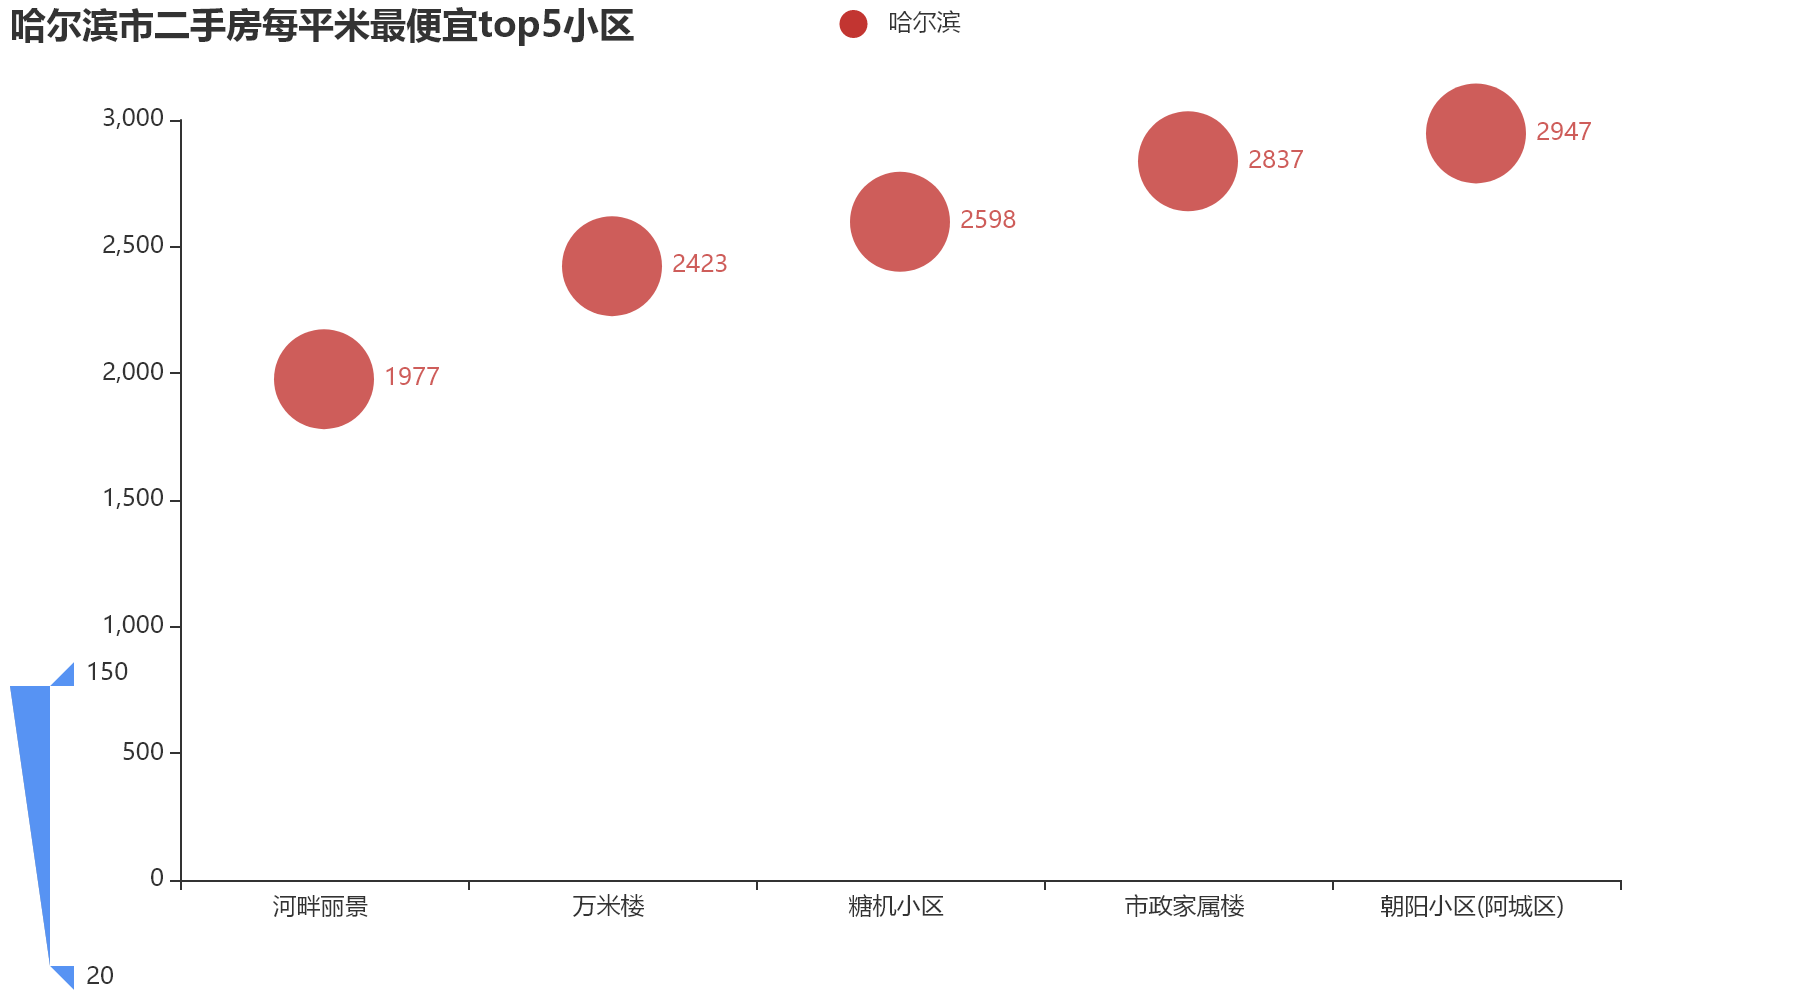 哈尔滨市二手房每平米最便宜top5小区
哈尔滨
3,000
2,500
2,000
1,500
1,000
500
0
1977
2423
2598
2837
2947
150
20
河畔丽景
万米楼
糖机小区
市政家属楼
朝阳小区(阿城区)